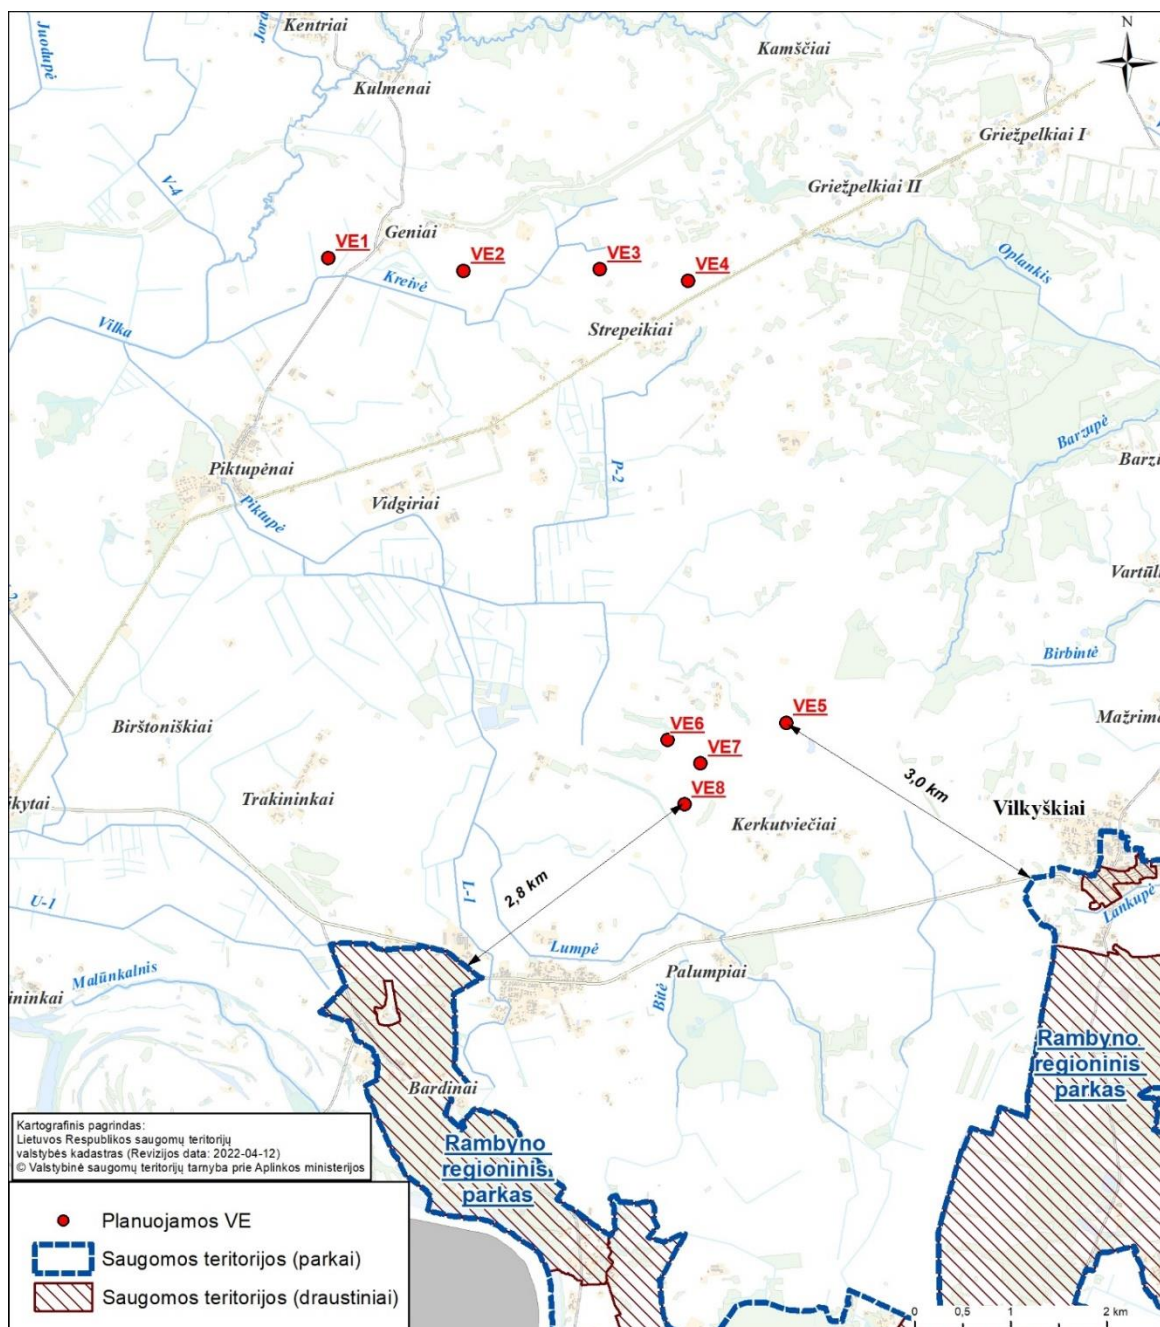 Juodupė
Jora
Kentriai
Kamščiai
N
Kulmenai
Griežpelkiai I
V-4
Griežpelkiai II
Geniai
VE1
VE2
VE3
VE4
Oplankis
Kreivė
Vilka
Strepeikiai
Barzupė
Piktupėnai
P-2
Vidgiriai
Piktupė
Birbintė
Birštoniškiai
VE5
VE6
VE7
3,0 km
Trakininkai
VE8
Vilkyškiai
Kerkutviečiai
2,8 km
L-1
U-1
Lankupė
Lumpė
Malūnkalnis
Palumpiai
Bitė
Rambyno
regioninis
parkas
Bardinai
Rambyno
regioninis
parkas
Kartografinis pagrindas:
Lietuvos Respublikos saugomų teritorijų
valstybės kadastras (Revizijos data: 2022-04-12)
© Valstybinė saugomų teritorijų tarnyba prie Aplinkos ministerijos
Planuojamos VE
Saugomos teritorijos (parkai)
Saugomos teritorijos (draustiniai)
0 0,5 1 2 km